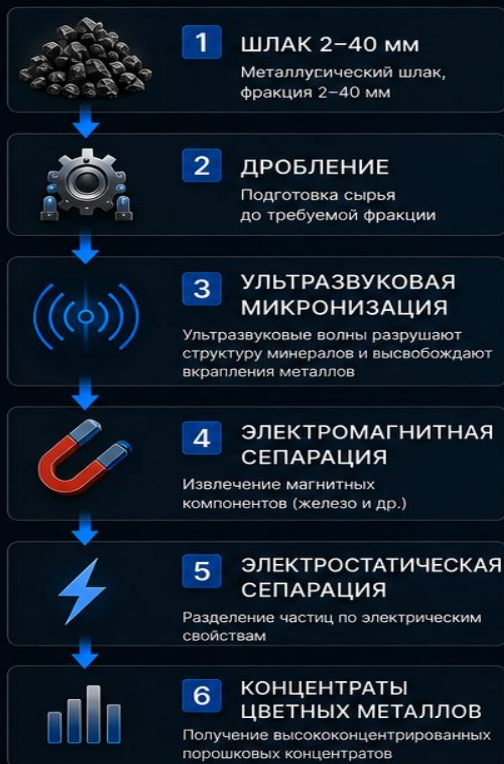 1
ШЛАК 2–40 мм
Металлургический шлак,
фракция 2–40 мм
2
ДРОБЛЕНИЕ
Подготовка сырья
до требуемой фракции
3
УЛЬТРАЗВУКОВАЯ
МИКРОНИЗАЦИЯ
Ультразвуковые волны разрушают
структуру минералов и высвобождают
вкрапления металлов
4
ЭЛЕКТРОМАГНИТНАЯ
СЕПАРАЦИЯ
Извлечение магнитных
компонентов (железо и др.)
5
ЭЛЕКТРОСТАТИЧЕСКАЯ
СЕПАРАЦИЯ
Разделение частиц по электрическим
свойствам
6
КОНЦЕНТРАТЫ
ЦВЕТНЫХ МЕТАЛЛОВ
Получение высококонцентрированных
порошковых концентратов